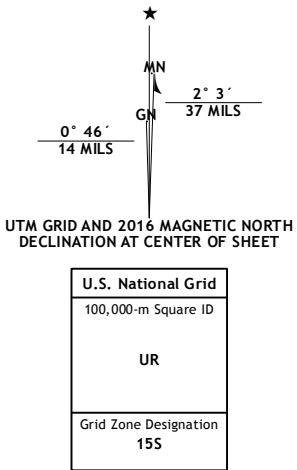 ★
MN
2° 3´
37 MILS
GN
0° 46´
14 MILS
UTM GRID AND 2016 MAGNETIC NORTH
DECLINATION AT CENTER OF SHEET
U.S. National Grid
100,000-m Square ID
UR
Grid Zone Designation
15S